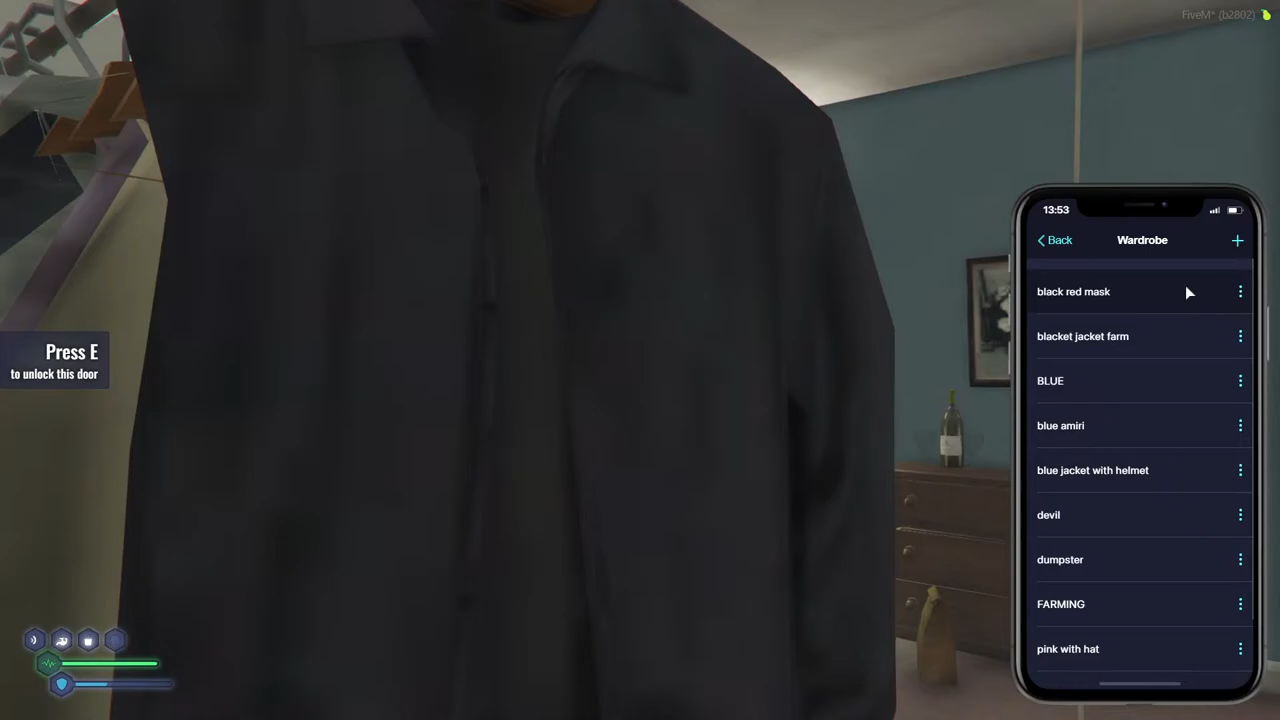 FiveM* (b2802)
13:53
Back
Wardrobe
black red mask
blacket jacket farm
BLUE
blue amiri
blue jacket with helmet
devil
dumpster
FARMING
pink with hat
Press E
to unlock this door